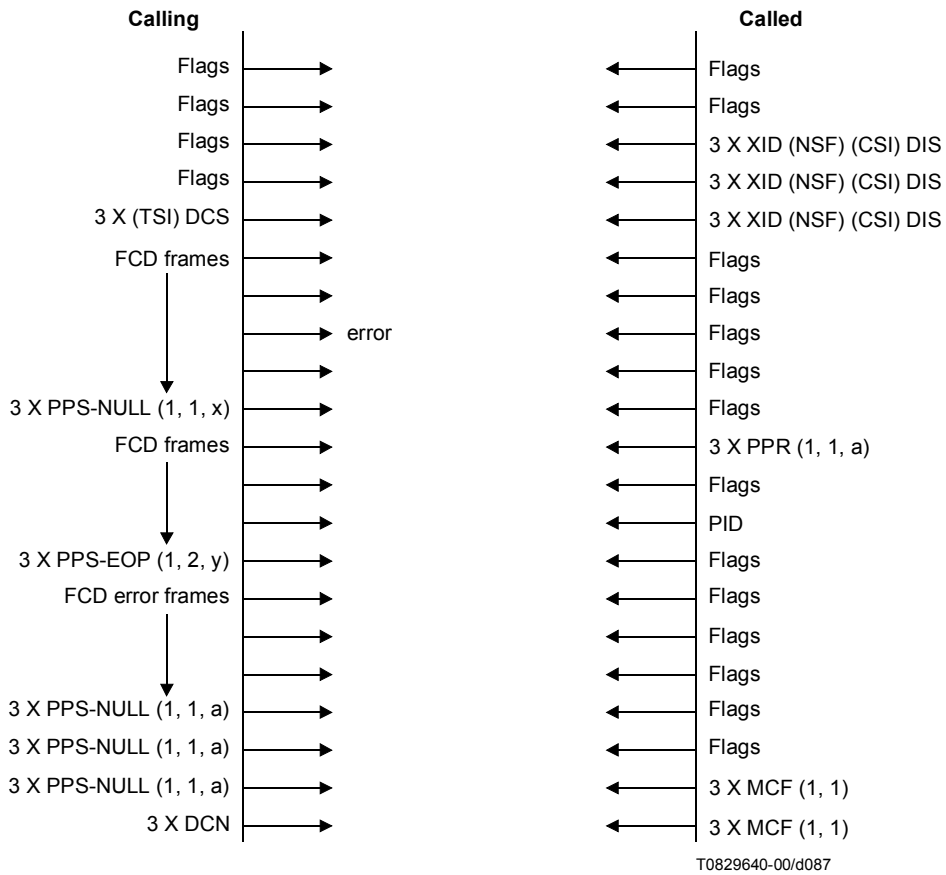 Calling Called
Flags Flags
Flags Flags
Flags 3 X XID (NSF) (CSI) DIS
Flags 3 X XID (NSF) (CSI) DIS
3 X (TSI) DCS 3 X XID (NSF) (CSI) DIS
FCD frames Flags
Flags
error Flags
Flags
3 X PPS-NULL (1, 1, x) Flags
FCD frames 3 X PPR (1, 1, a)
Flags
PID
3 X PPS-EOP (1, 2, y) Flags
FCD error frames Flags
Flags
Flags
3 X PPS-NULL (1, 1, a) Flags
3 X PPS-NULL (1, 1, a) Flags
3 X PPS-NULL (1, 1, a) 3 X MCF (1, 1)
3 X DCN 3 X MCF (1, 1)
T0829640-00/d087